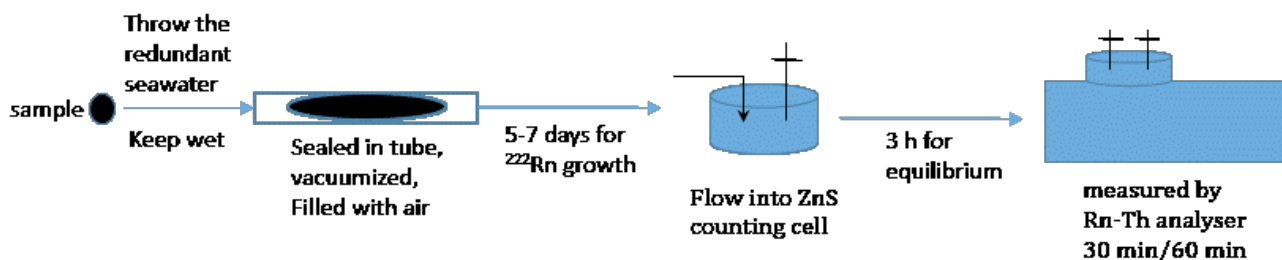 sample
Throw the
redundant
seawater
Keep wet
Sealed in tube,
vacuumized,
Filled with air
5-7 days for
²²²Rn growth
Flow into ZnS
counting cell
3 h for
equilibrium
measured by
Rn-Th analyser
30 min/60 min